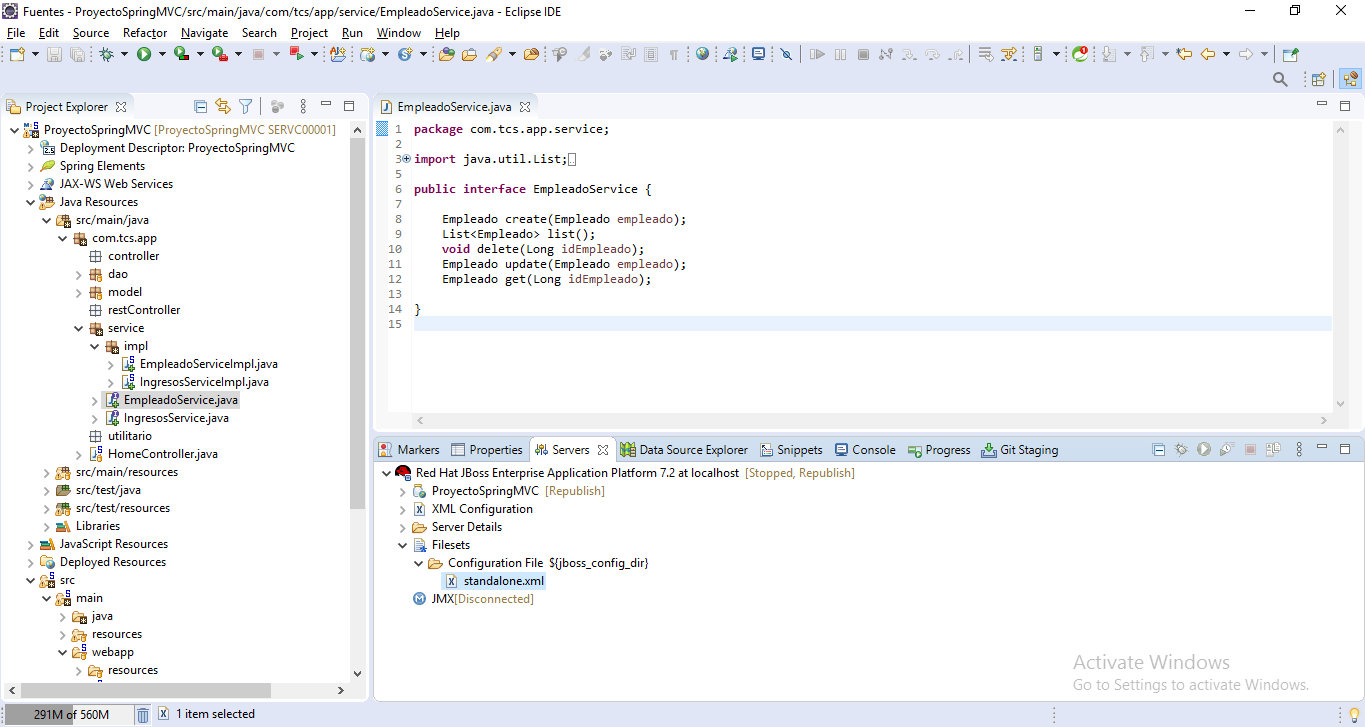 Fuentes - ProyectoSpringMVC/src/main/java/com/tcs/app/service/EmpleadoService.java - Eclipse IDE
File Edit Source Refactor Navigate Search Project Run Window Help
Project Explorer
ProyectoSpringMVC [ProyectoSpringMVC SERVC00001]
Deployment Descriptor: ProyectoSpringMVC
Spring Elements
JAX-WS Web Services
Java Resources
src/main/java
com.tcs.app
controller
dao
model
restController
service
impl
EmpleadoServiceImpl.java
IngresosServiceImpl.java
EmpleadoService.java
IngresosService.java
utilitario
HomeController.java
src/main/resources
src/test/java
src/test/resources
Libraries
JavaScript Resources
Deployed Resources
src
main
java
resources
webapp
resources
EmpleadoService.java
1 package com.tcs.app.service;
2
3 import java.util.List;
5
6 public interface EmpleadoService {
7
8 Empleado create(Empleado empleado);
9 List<Empleado> list();
10 void delete(Long idEmpleado);
11 Empleado update(Empleado empleado);
12 Empleado get(Long idEmpleado);
13
14 }
15
Markers Properties Servers Data Source Explorer Snippets Console Progress Git Staging
Red Hat JBoss Enterprise Application Platform 7.2 at localhost [Stopped, Republish]
ProyectoSpringMVC [Republish]
XML Configuration
Server Details
Filesets
Configuration File ${jboss_config_dir}
standalone.xml
JMX[Disconnected]
Activate Windows
Go to Settings to activate Windows.
291M of 560M
1 item selected